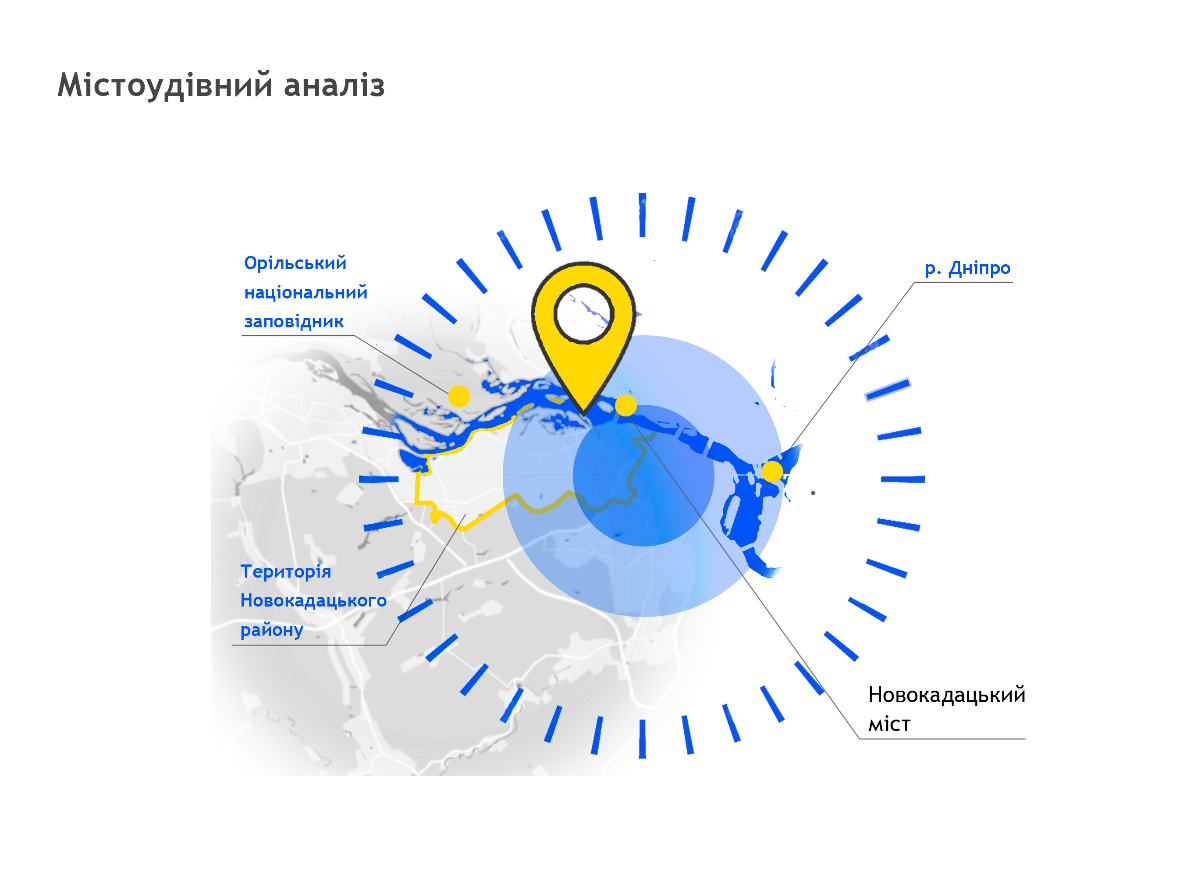 Містоудівний аналіз
Орільський
національний
заповідник
р. Дніпро
Територія
Новокадацького
району
Новокадацький
міст